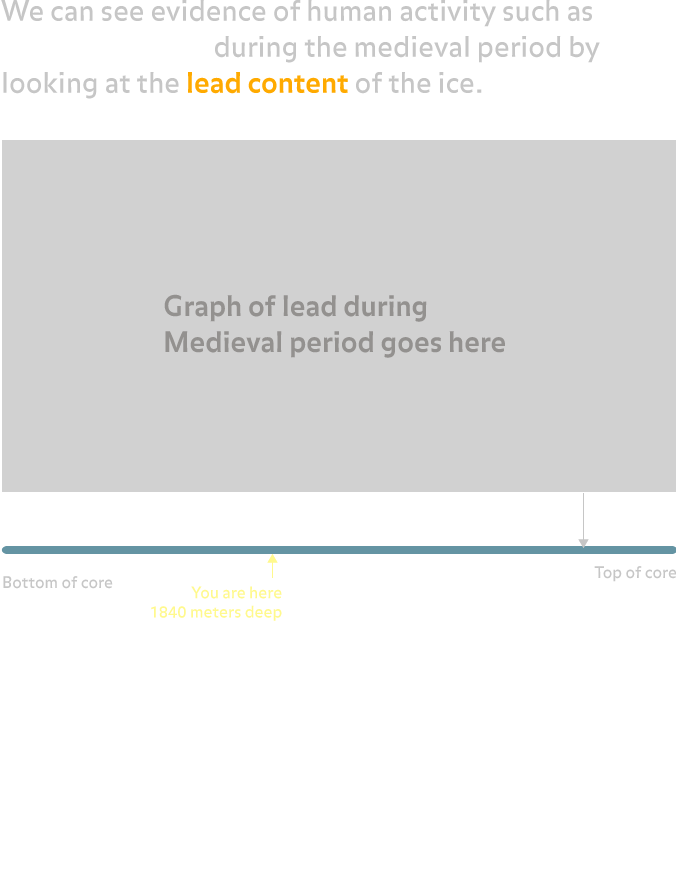 We can see evidence of human activity such as
during the medieval period by
looking at the lead content of the ice.
Graph of lead during
Medieval period goes here
Top of core
Bottom of core
You are here
1840 meters deep